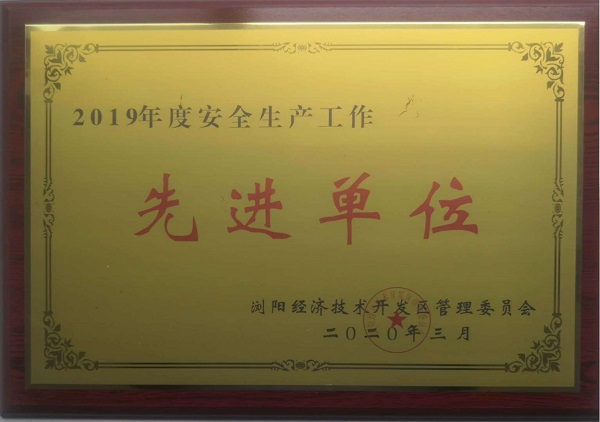 2019年度安全生产工作
先进单位
浏阳经济技术开发区管理委员会
二〇二〇年三月